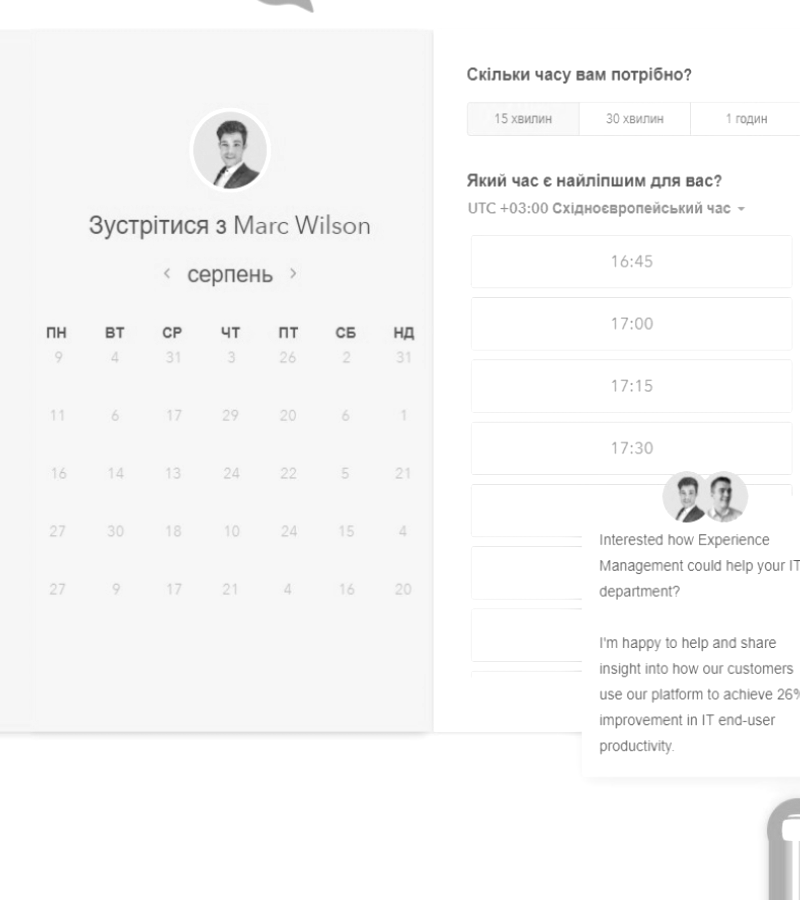 Зустрітися з Marc Wilson
серпень
ПН ВТ СР ЧТ ПТ СБ НД
9 4 31 3 26 2 31
11 6 17 29 20 6 1
16 14 13 24 22 5 21
27 30 18 10 24 15 4
27 9 17 21 4 16 20
Скільки часу вам потрібно?
15 хвилин 30 хвилин 1 годин
Який час є найліпшим для вас?
UTC +03:00 Східноєвропейський час
16:45
17:00
17:15
17:30
Interested how Experience
Management could help your IT
department?
I'm happy to help and share
insight into how our customers
use our platform to achieve 26%
improvement in IT end-user
productivity.